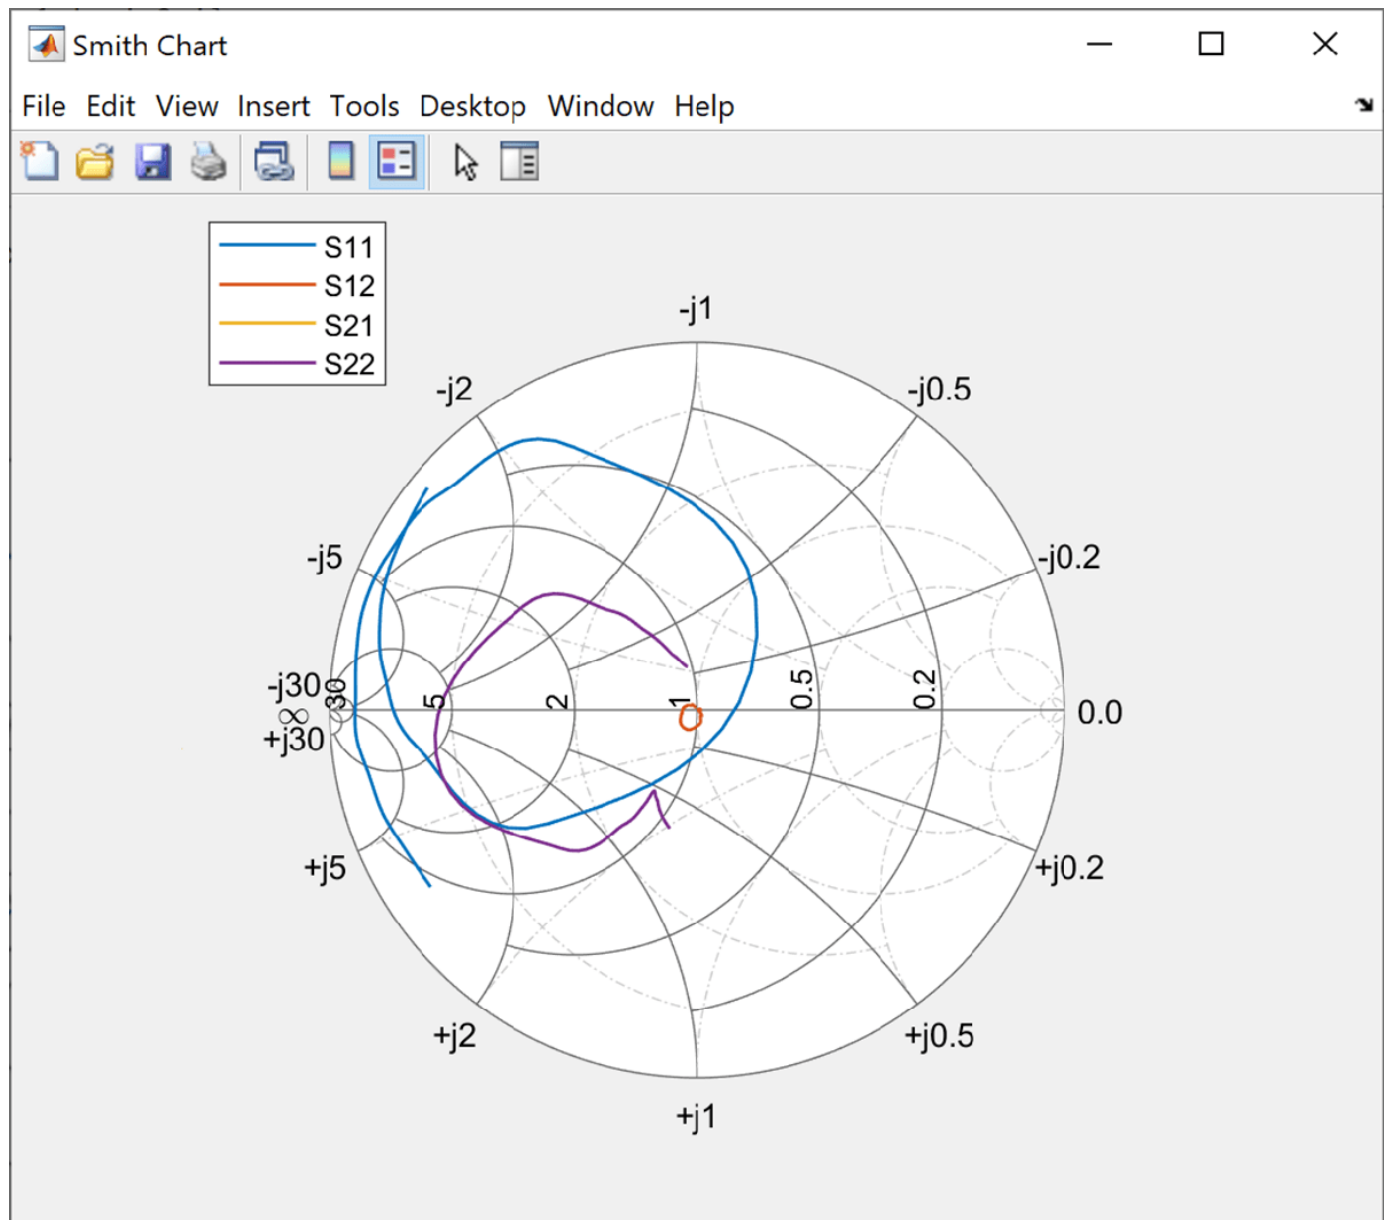 Smith Chart
File Edit View Insert Tools Desktop Window Help
S11
S12
S21
S22
-j1
-j2
-j0.5
-j5
-j0.2
-j30
∞
+j30
30
5
2
1
0.5
0.2
0.0
+j5
+j0.2
+j2
+j0.5
+j1